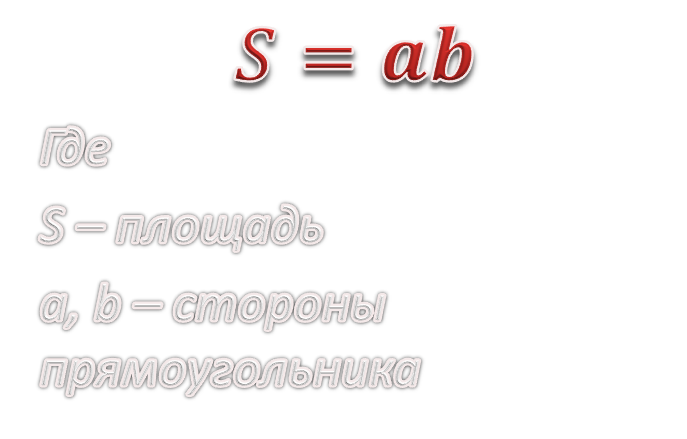 S = ab
Где
S – площадь
a, b – стороны
прямоугольника